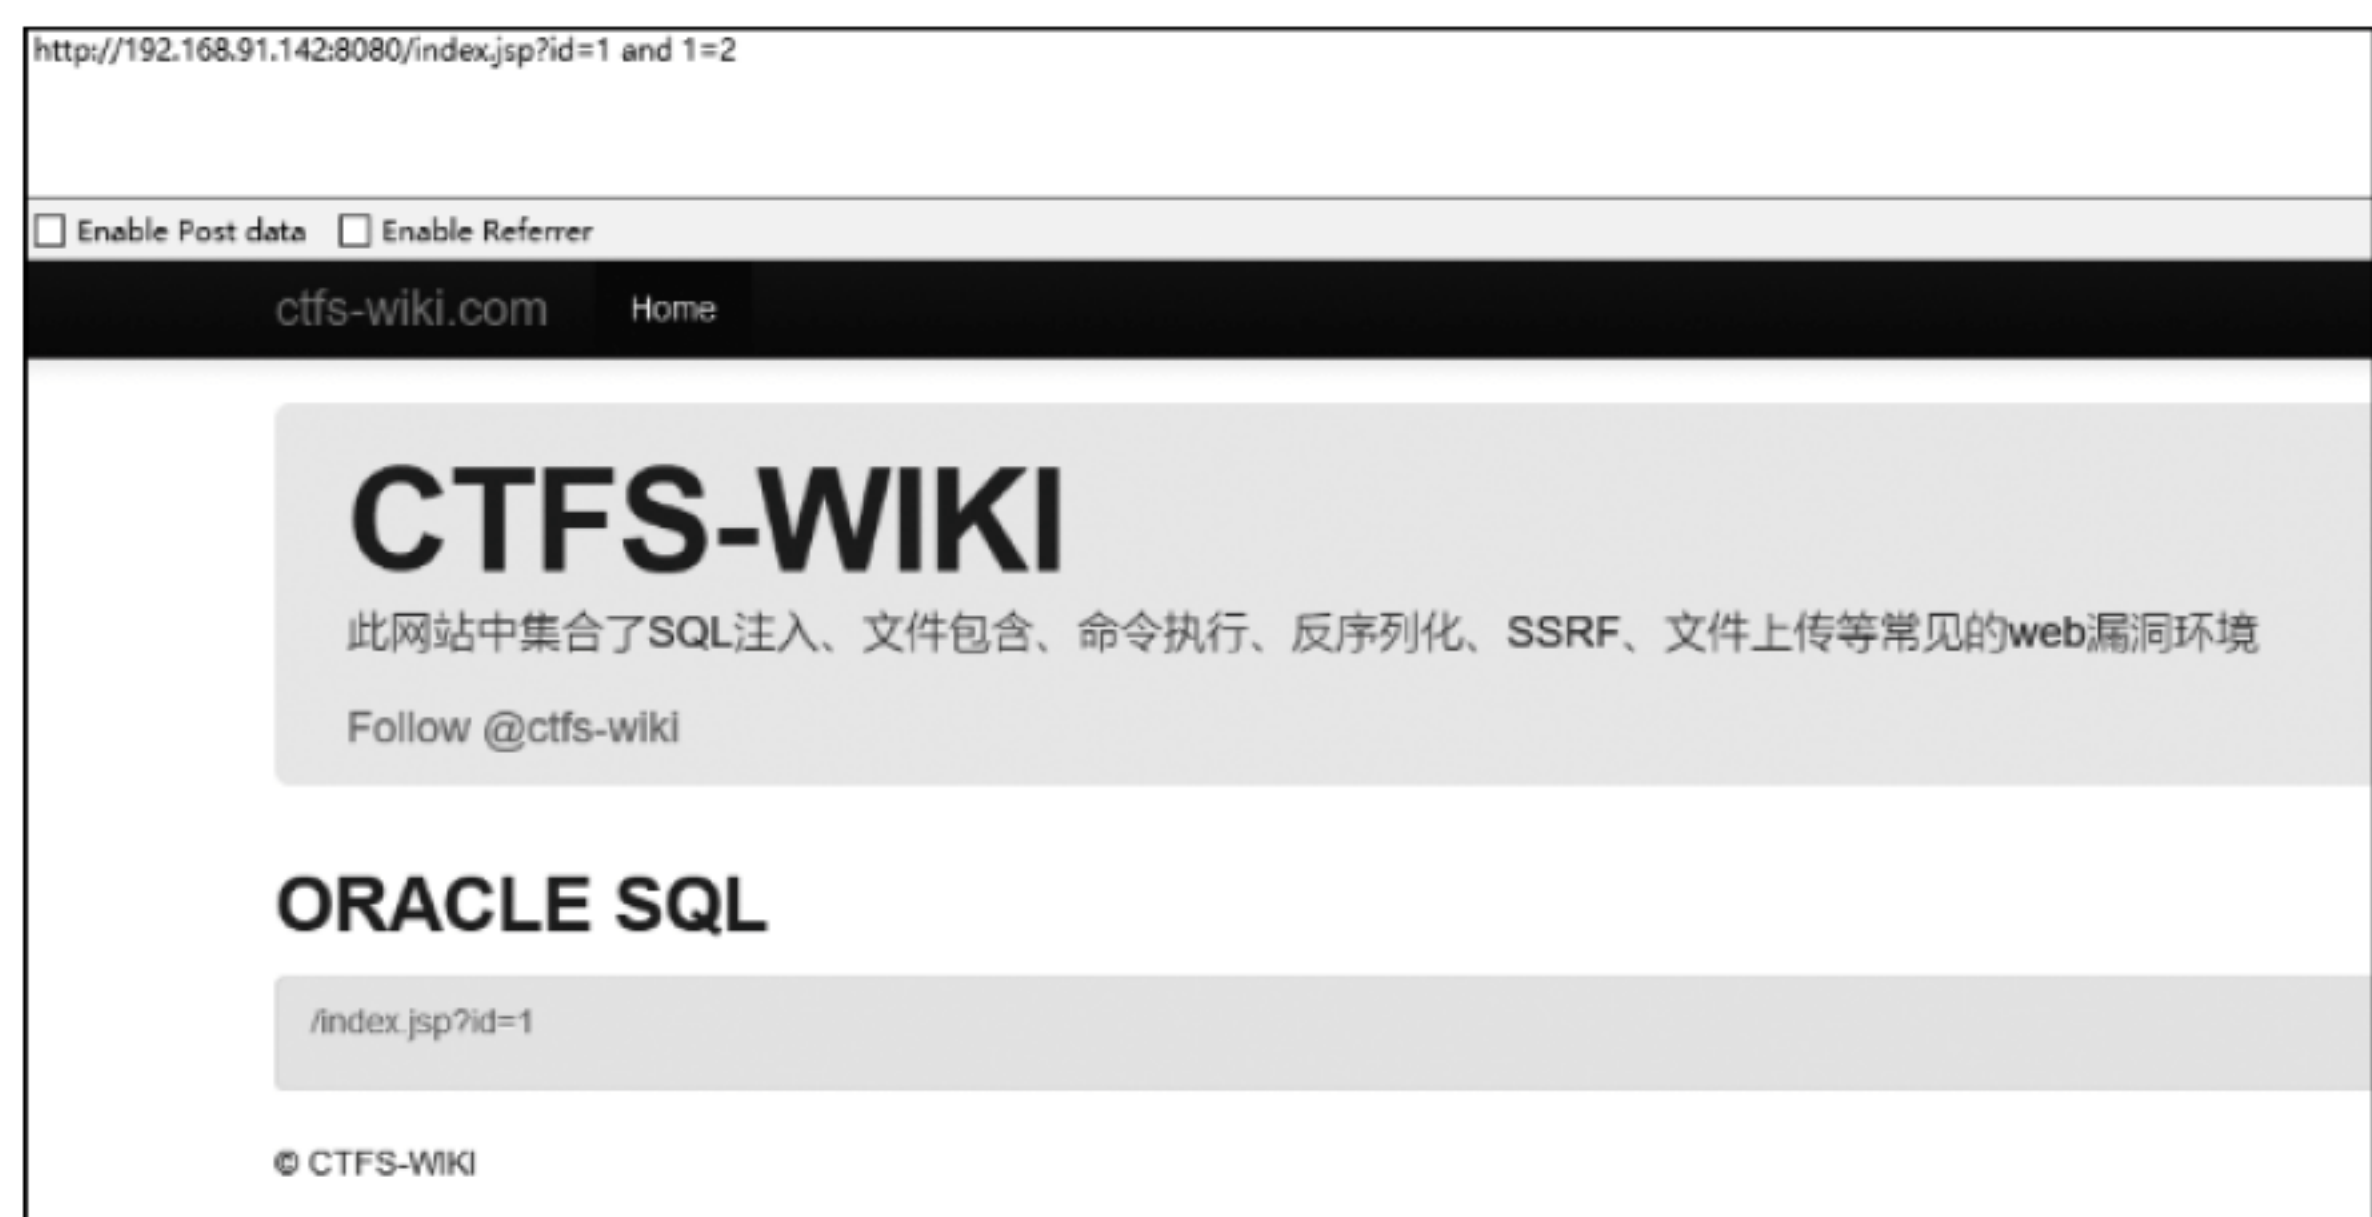 http://192.168.91.142:8080/index.jsp?id=1 and 1=2
Enable Post data Enable Referrer
ctfs-wiki.com Home
CTFS-WIKI
此网站中集合了SQL注入、文件包含、命令执行、反序列化、SSRF、文件上传等常见的web漏洞环境
Follow @ctfs-wiki
ORACLE SQL
/index.jsp?id=1
© CTFS-WIKI